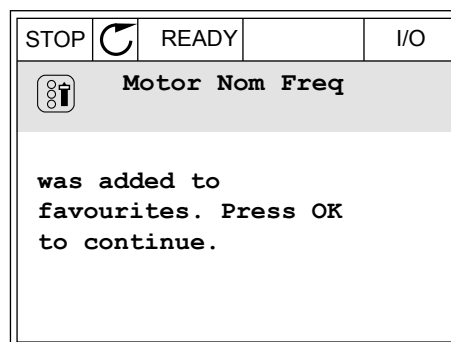 STOP READY I/O
Motor Nom Freq
was added to
favourites. Press OK
to continue.